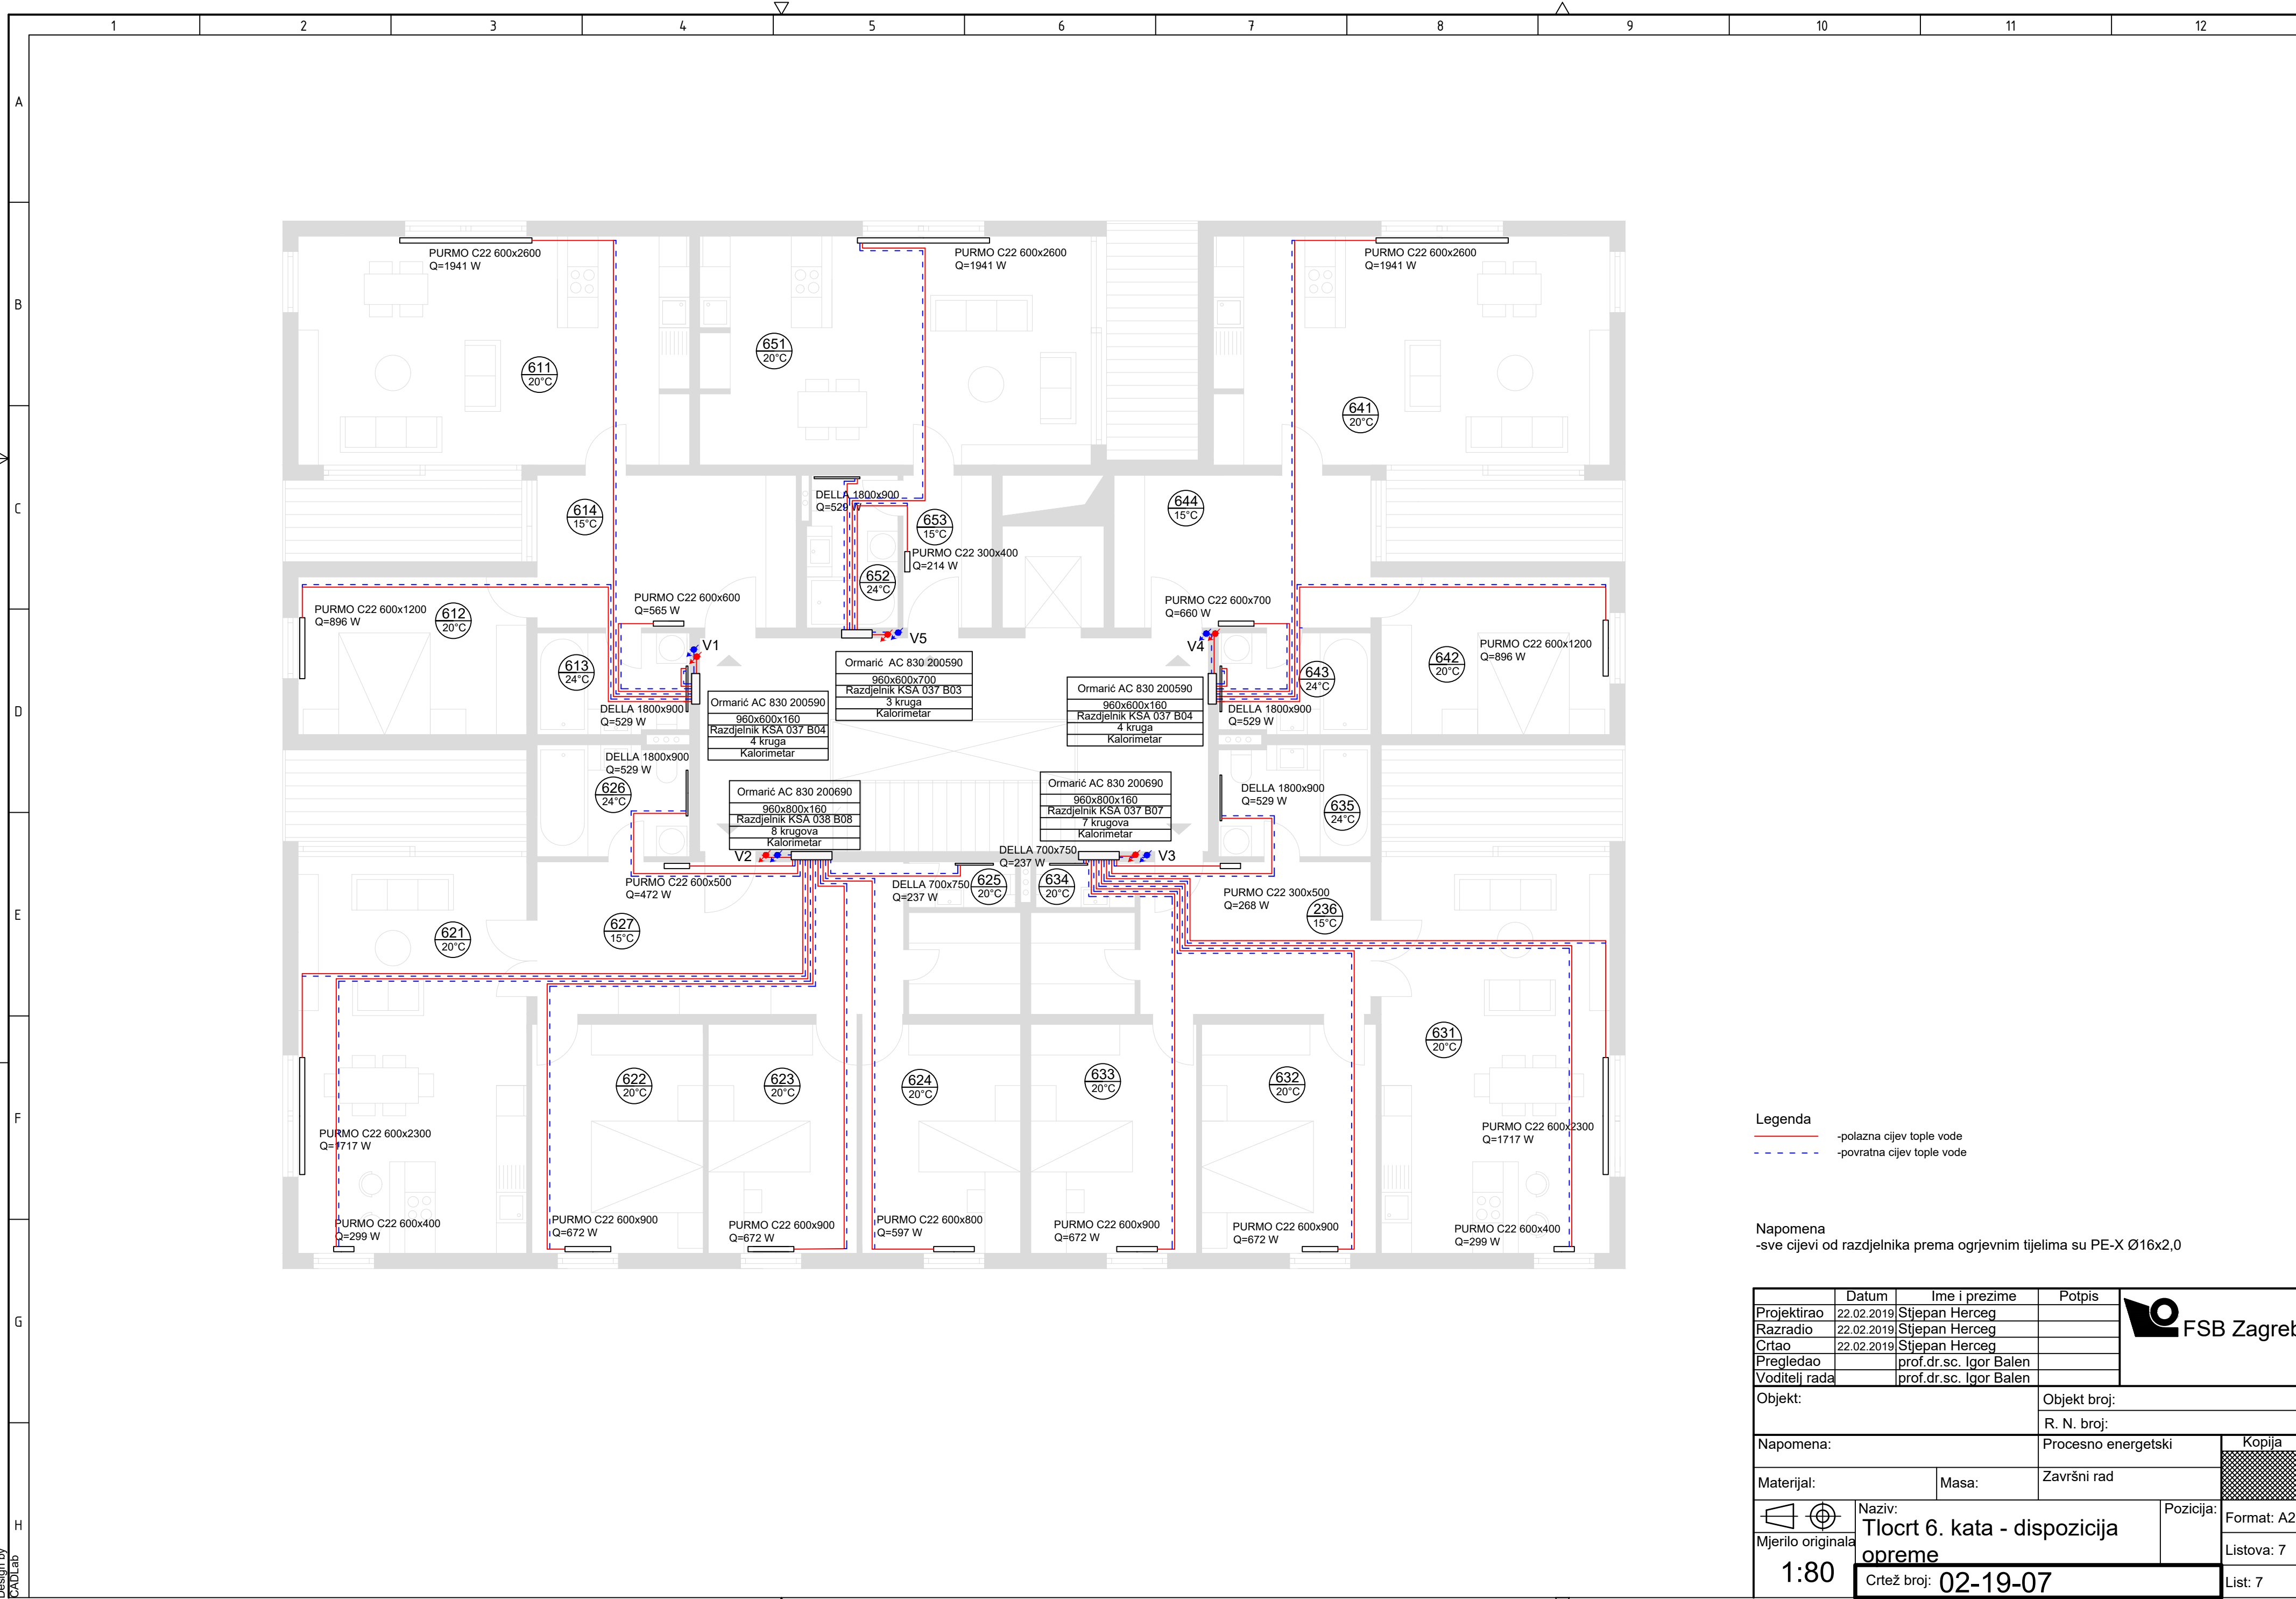 1 2 3 4 5 6 7 8 9 10 11 12
A
B
C
D
E
F
G
H
PURMO C22 600x2600
Q=1941 W
PURMO C22 600x2600
Q=1941 W
PURMO C22 600x2600
Q=1941 W
611
20°C
651
20°C
641
20°C
614
15°C
DELLA 1800x900
Q=529 W
653
15°C
PURMO C22 300x400
Q=214 W
652
24°C
644
15°C
PURMO C22 600x1200
Q=896 W
612
20°C
PURMO C22 600x600
Q=565 W
V1
V5
PURMO C22 600x700
Q=660 W
V4
613
24°C
643
24°C
642
20°C
PURMO C22 600x1200
Q=896 W
DELLA 1800x900
Q=529 W
Ormarić AC 830 200590
960x600x160
Razdjelnik KSA 037 B04
4 kruga
Kalorimetar
Ormarić AC 830 200590
960x600x700
Razdjelnik KSA 037 B03
3 kruga
Kalorimetar
Ormarić AC 830 200590
960x600x160
Razdjelnik KSA 037 B04
4 kruga
Kalorimetar
DELLA 1800x900
Q=529 W
DELLA 1800x900
Q=529 W
626
24°C
Ormarić AC 830 200690
960x800x160
Razdjelnik KSA 038 B08
8 krugova
Kalorimetar
Ormarić AC 830 200690
960x800x160
Razdjelnik KSA 037 B07
7 krugova
Kalorimetar
DELLA 1800x900
Q=529 W
635
24°C
V2
V3
PURMO C22 600x500
Q=472 W
DELLA 700x750
Q=237 W
625
20°C
DELLA 700x750
Q=237 W
634
20°C
PURMO C22 300x500
Q=268 W
236
15°C
621
20°C
627
15°C
622
20°C
623
20°C
624
20°C
633
20°C
632
20°C
631
20°C
PURMO C22 600x2300
Q=1717 W
PURMO C22 600x2300
Q=1717 W
PURMO C22 600x400
Q=299 W
PURMO C22 600x900
Q=672 W
PURMO C22 600x900
Q=672 W
PURMO C22 600x800
Q=597 W
PURMO C22 600x900
Q=672 W
PURMO C22 600x900
Q=672 W
PURMO C22 600x400
Q=299 W
Legenda
-polazna cijev tople vode
-povratna cijev tople vode
Napomena
-sve cijevi od razdjelnika prema ogrjevnim tijelima su PE-X Ø16x2,0
Datum Ime i prezime Potpis
Projektirao 22.02.2019 Stjepan Herceg
Razradio 22.02.2019 Stjepan Herceg
Crtao 22.02.2019 Stjepan Herceg
Pregledao prof.dr.sc. Igor Balen
Voditelj rada prof.dr.sc. Igor Balen
FSB Zagreb
Objekt:
Objekt broj:
R. N. broj:
Napomena:
Procesno energetski
Kopija
Materijal:
Masa:
Završni rad
Naziv:
Tlocrt 6. kata - dispozicija
opreme
Pozicija:
Format: A2
Mjerilo originala
1:80
Listova: 7
Crtež broj: 02-19-07
List: 7
Design by
CADLab